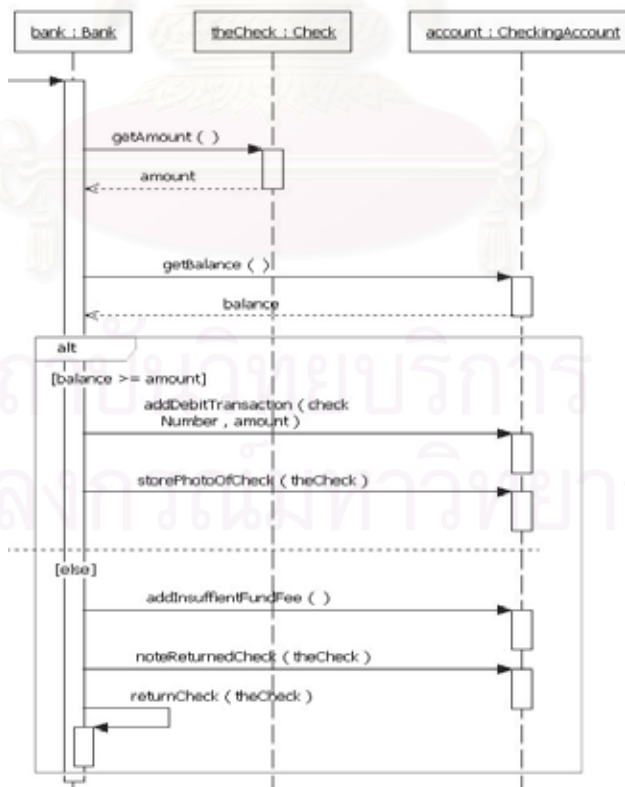 bank : Bank
theCheck : Check
account : CheckingAccount
getAmount ( )
amount
getBalance ( )
balance
alt
[balance >= amount]
addDebitTransaction ( check
Number , amount )
storePhotoOfCheck ( theCheck )
[else]
addInsuffientFundFee ( )
noteReturnedCheck ( theCheck )
returnCheck ( theCheck )